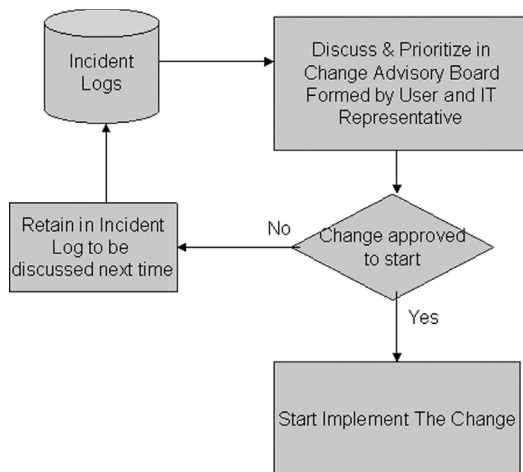 Incident
Logs
Discuss & Prioritize in
Change Advisory Board
Formed by User and IT
Representative
Change approved
to start
No
Retain in Incident
Log to be
discussed next time
Yes
Start Implement The Change